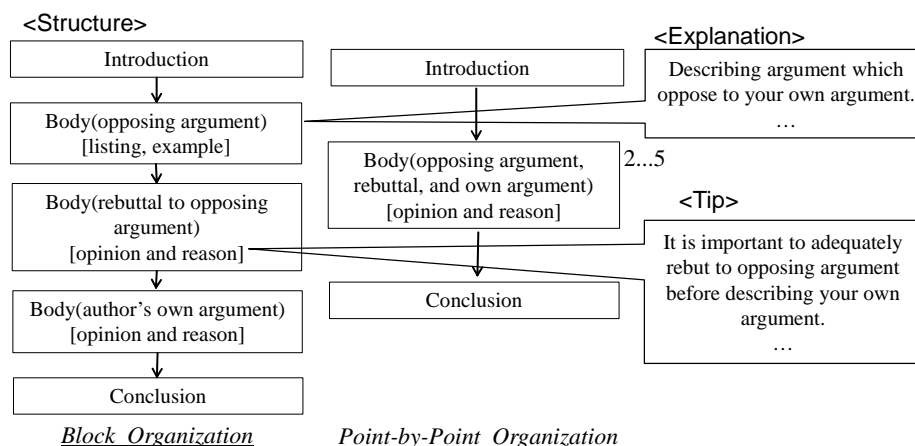 <Structure>
Introduction
Body(opposing argument)
[listing, example]
Body(rebuttal to opposing
argument)
[opinion and reason]
Body(author's own argument)
[opinion and reason]
Conclusion
Block Organization
Introduction
Body(opposing argument,
rebuttal, and own argument)
[opinion and reason]
2...5
Conclusion
Point-by-Point Organization
<Explanation>
Describing argument which
oppose to your own argument.
…
<Tip>
It is important to adequately
rebut to opposing argument
before describing your own
argument.
…